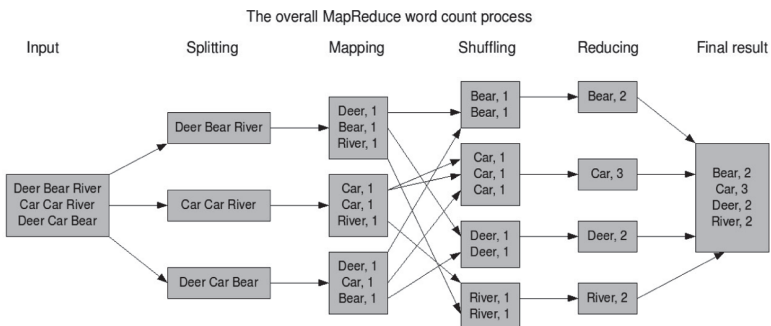 The overall MapReduce word count process
Input
Splitting
Mapping
Shuffling
Reducing
Final result
Deer Bear River
Car Car River
Deer Car Bear
Deer Bear River
Car Car River
Deer Car Bear
Deer, 1
Bear, 1
River, 1
Car, 1
Car, 1
River, 1
Deer, 1
Car, 1
Bear, 1
Bear, 1
Bear, 1
Car, 1
Car, 1
Car, 1
Deer, 1
Deer, 1
River, 1
River, 1
Bear, 2
Car, 3
Deer, 2
River, 2
Bear, 2
Car, 3
Deer, 2
River, 2